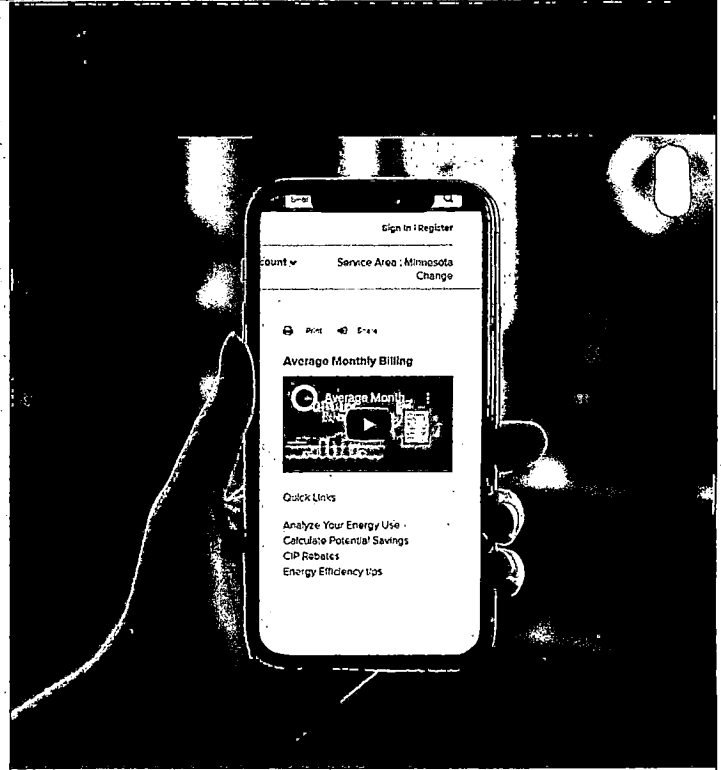 Sign In | Register
count
Service Area : Minnesota
Change
Print Share
Average Monthly Billing
Average Month
Quick Links
Analyze Your Energy Use
Calculate Potential Savings
CIP Rebates
Energy Efficiency tips